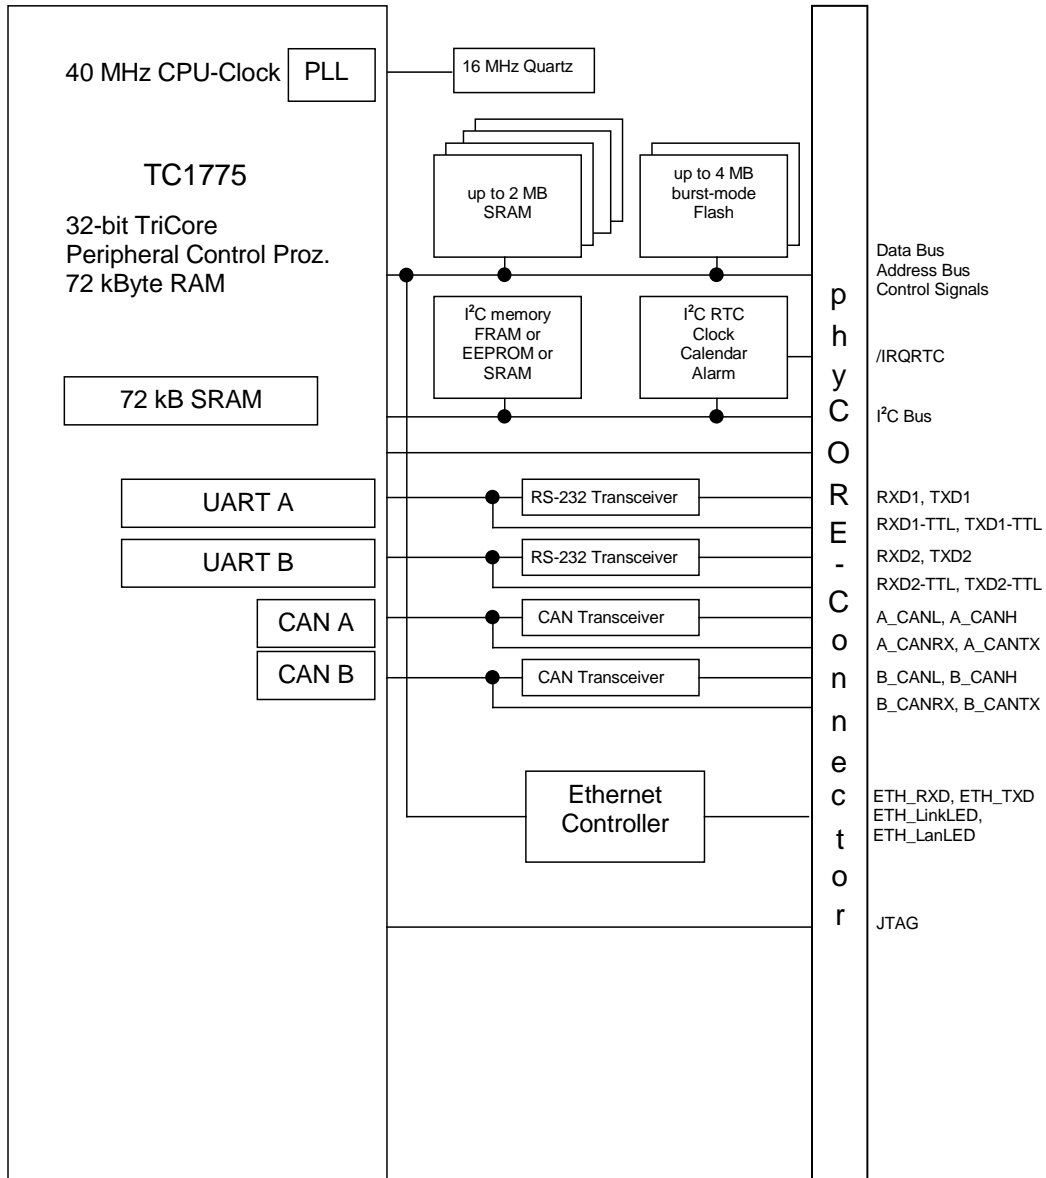 40 MHz CPU-Clock
PLL
16 MHz Quartz
TC1775
32-bit TriCore
Peripheral Control Proz.
72 kByte RAM
up to 2 MB
SRAM
up to 4 MB
burst-mode
Flash
Data Bus
Address Bus
Control Signals
I²C memory
FRAM or
EEPROM or
SRAM
I²C RTC
Clock
Calendar
Alarm
/IRQRTC
72 kB SRAM
I²C Bus
phyCORE-Connector
UART A
RS-232 Transceiver
RXD1, TXD1
RXD1-TTL, TXD1-TTL
UART B
RS-232 Transceiver
RXD2, TXD2
RXD2-TTL, TXD2-TTL
CAN A
CAN Transceiver
A_CANL, A_CANH
A_CANRX, A_CANTX
CAN B
CAN Transceiver
B_CANL, B_CANH
B_CANRX, B_CANTX
Ethernet
Controller
ETH_RXD, ETH_TXD
ETH_LinkLED,
ETH_LanLED
JTAG